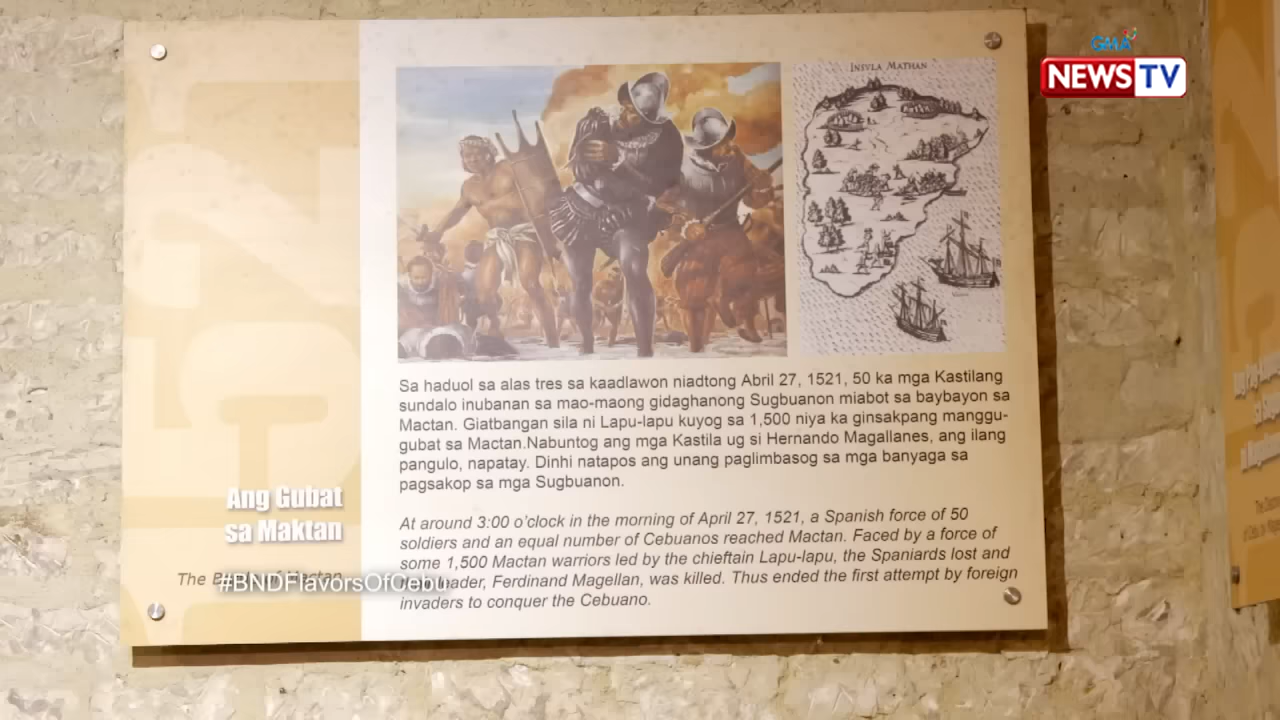 GMA
NEWS TV
INSVLA MATHAN
152
Ang Gubat
sa Maktan
The B Mactan
#BNDFlavorsOfCebu
Sa haduol sa alas tres sa kaadlawon niadtong Abril 27, 1521, 50 ka mga Kastilang
sundalo inubanan sa mao-maong gidaghanong Sugbuanon miabot sa baybayon sa
Mactan. Giatbangan sila ni Lapu-lapu kuyog sa 1,500 niya ka ginsakpang manggu-
gubat sa Mactan.Nabuntog ang mga Kastila ug si Hernando Magallanes, ang ilang
pangulo, napatay. Dinhi natapos ang unang paglimbasog sa mga banyaga sa
pagsakop sa mga Sugbuanon.
At around 3:00 o'clock in the morning of April 27, 1521, a Spanish force of 50
soldiers and an equal number of Cebuanos reached Mactan. Faced by a force of
some 1,500 Mactan warriors led by the chieftain Lapu-lapu, the Spaniards lost and
leader, Ferdinand Magellan, was killed. Thus ended the first attempt by foreign
invaders to conquer the Cebuano.